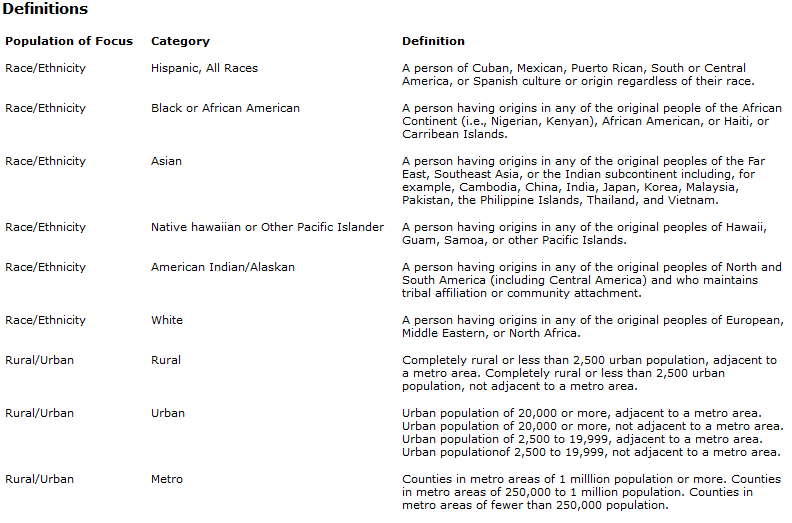 Definitions
Population of Focus Category Definition
Race/Ethnicity Hispanic, All Races A person of Cuban, Mexican, Puerto Rican, South or Central
America, or Spanish culture or origin regardless of their race.
Race/Ethnicity Black or African American A person having origins in any of the original people of the African
Continent (i.e., Nigerian, Kenyan), African American, or Haiti, or
Carribean Islands.
Race/Ethnicity Asian A person having origins in any of the original peoples of the Far
East, Southeast Asia, or the Indian subcontinent including, for
example, Cambodia, China, India, Japan, Korea, Malaysia,
Pakistan, the Philippine Islands, Thailand, and Vietnam.
Race/Ethnicity Native hawaiian or Other Pacific Islander A person having origins in any of the original peoples of Hawaii,
Guam, Samoa, or other Pacific Islands.
Race/Ethnicity American Indian/Alaskan A person having origins in any of the original peoples of North and
South America (including Central America) and who maintains
tribal affiliation or community attachment.
Race/Ethnicity White A person having origins in any of the original peoples of European,
Middle Eastern, or North Africa.
Rural/Urban Rural Completely rural or less than 2,500 urban population, adjacent to
a metro area. Completely rural or less than 2,500 urban
population, not adjacent to a metro area.
Rural/Urban Urban Urban population of 20,000 or more, adjacent to a metro area.
Urban population of 20,000 or more, not adjacent to a metro area.
Urban population of 2,500 to 19,999, adjacent to a metro area.
Urban populationof 2,500 to 19,999, not adjacent to a metro area.
Rural/Urban Metro Counties in metro areas of 1 milllion population or more. Counties
in metro areas of 250,000 to 1 million population. Counties in
metro areas of fewer than 250,000 population.